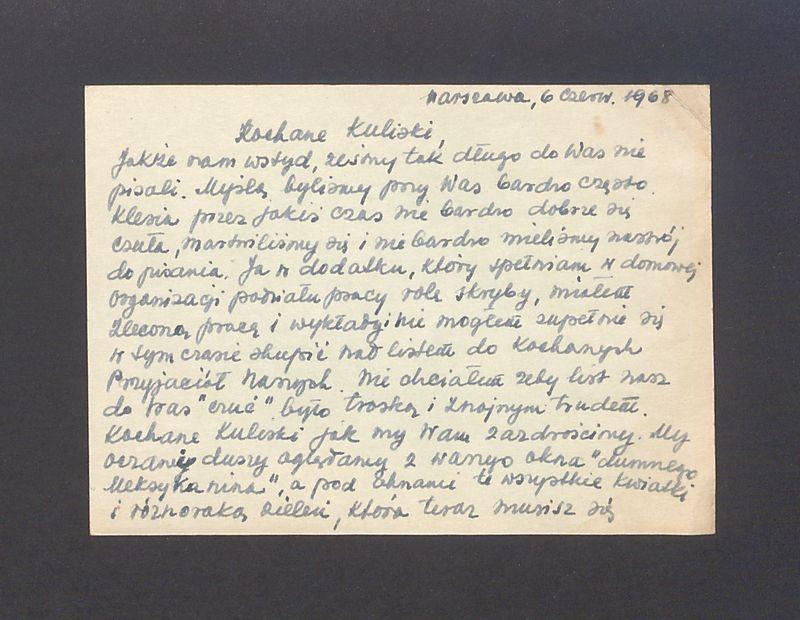 Warszawa, 6 czerw. 1968
Kochane Kuliski,
Jakże nam wstyd, żeśmy tak długo do Was nie
pisali. Myślą byliśmy przy Was bardzo często.
Klesia przez jakiś czas nie bardzo dobrze się
czuła, martwiliśmy się i nie bardzo mieliśmy nastrój
do pisania. Ja w dodatku, który spełniam w domowej
organizacji podziału pracy rolę skryby, miałem
zleconą pracę i wykłady i nie mogłem zupełnie się
w tym czasie skupić nad listem do Kochanych
Przyjaciół Naszych. Nie chciałem żeby list nasz
do Was "czuć" było troską i znojnym trudem.
Kochane Kuliski jak my Wam zazdrościmy. My
oczami duszy oglądamy z waszego okna "dumnego
Meksykanina", a pod oknami te wszystkie kwiatki
i różnoraką zieleń, która teraz musisz się